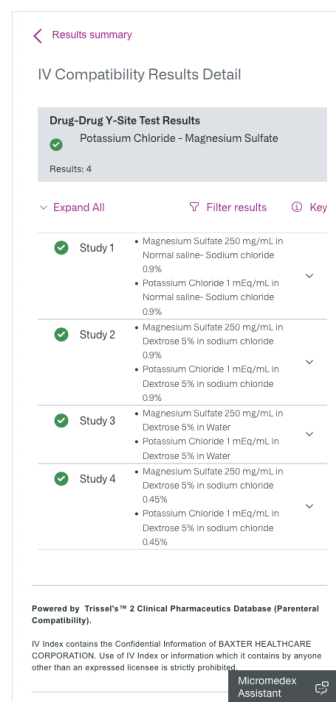 Results summary
IV Compatibility Results Detail
Drug-Drug Y-Site Test Results
Potassium Chloride - Magnesium Sulfate
Results: 4
Expand All
Filter results
Key
Study 1
• Magnesium Sulfate 250 mg/mL in
Normal saline- Sodium chloride
0.9%
• Potassium Chloride 1 mEq/mL in
Normal saline- Sodium chloride
0.9%
Study 2
• Magnesium Sulfate 250 mg/mL in
Dextrose 5% in sodium chloride
0.9%
• Potassium Chloride 1 mEq/mL in
Dextrose 5% in sodium chloride
0.9%
Study 3
• Magnesium Sulfate 250 mg/mL in
Dextrose 5% in Water
• Potassium Chloride 1 mEq/mL in
Dextrose 5% in Water
Study 4
• Magnesium Sulfate 250 mg/mL in
Dextrose 5% in sodium chloride
0.45%
• Potassium Chloride 1 mEq/mL in
Dextrose 5% in sodium chloride
0.45%
Powered by Trissel's™ 2 Clinical Pharmaceutics Database (Parenteral
Compatibility).
IV Index contains the Confidential Information of BAXTER HEALTHCARE
CORPORATION. Use of IV Index or information which it contains by anyone
other than an expressed licensee is strictly prohibited.
Micromedex
Assistant